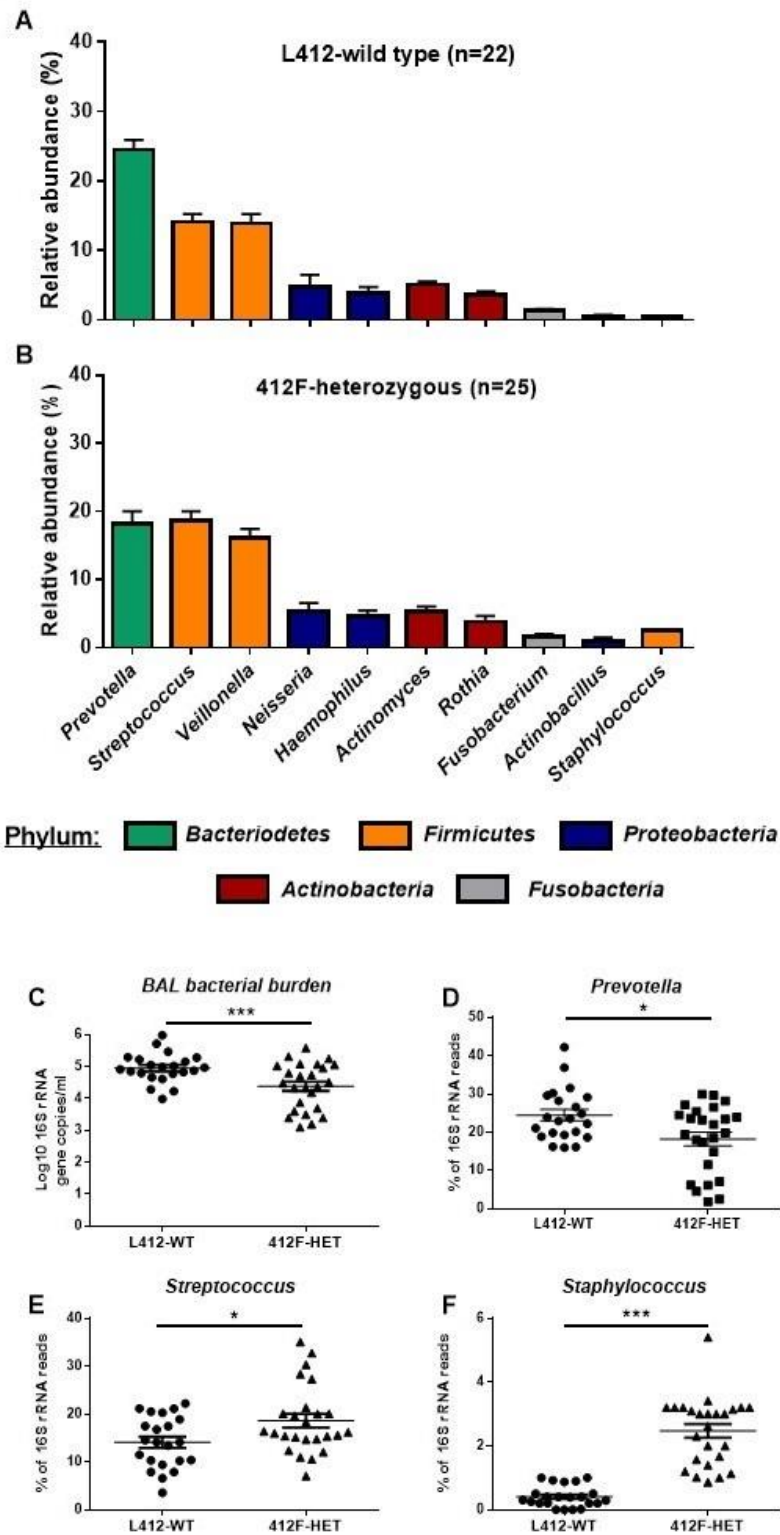 A
L412-wild type (n=22)
Relative abundance (%)
40
30
20
10
0
B
412F-heterozygous (n=25)
Relative abundance (%)
40
30
20
10
0
Prevotella
Streptococcus
Veillonella
Neisseria
Haemophilus
Actinomyces
Rothia
Fusobacterium
Actinobacillus
Staphylococcus
Phylum: Bacteriodetes Firmicutes Proteobacteria
Actinobacteria Fusobacteria
C
BAL bacterial burden
***
Log10 16S rRNA
gene copies/ml
6
5
4
3
2
1
0
L412-WT 412F-HET
D
Prevotella
*
% of 16S rRNA reads
50
40
30
20
10
0
L412-WT 412F-HET
E
Streptococcus
*
% of 16S rRNA reads
40
30
20
10
0
L412-WT 412F-HET
F
Staphylococcus
***
% of 16S rRNA reads
6
4
2
0
L412-WT 412F-HET